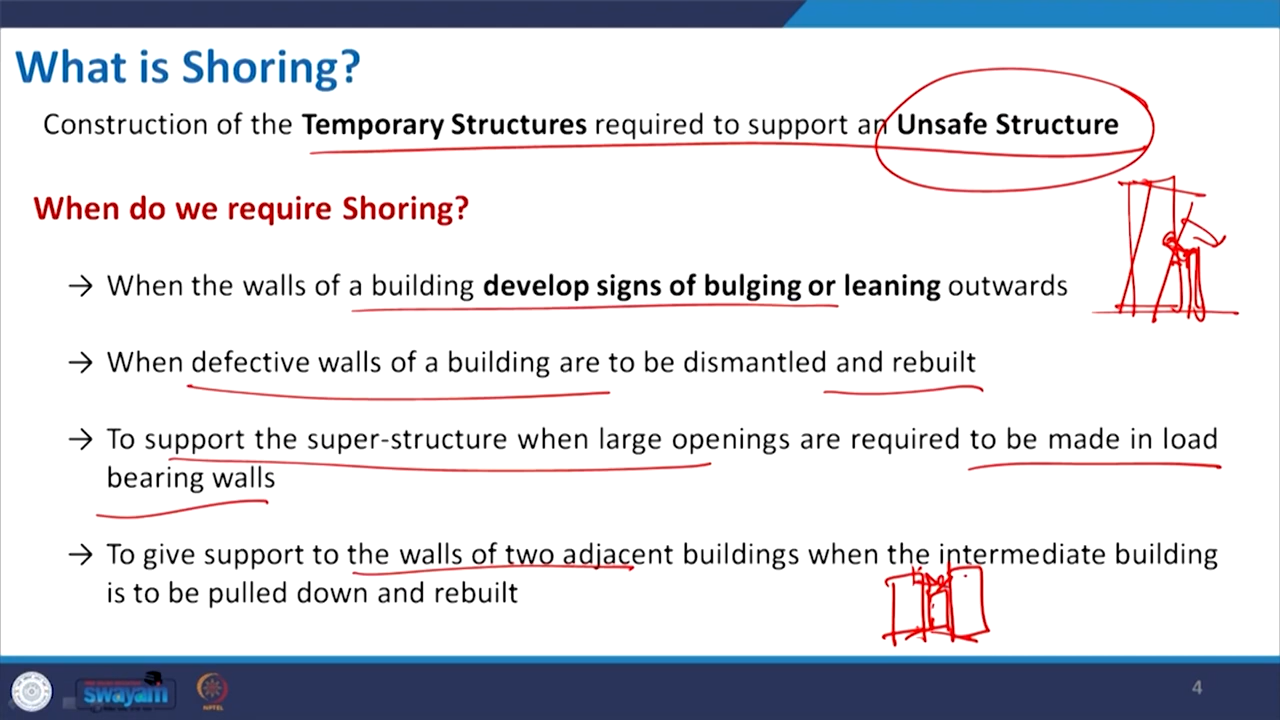 What is Shoring?
Construction of the Temporary Structures required to support an Unsafe Structure
When do we require Shoring?
→ When the walls of a building develop signs of bulging or leaning outwards
→ When defective walls of a building are to be dismantled and rebuilt
→ To support the super-structure when large openings are required to be made in load
bearing walls
→ To give support to the walls of two adjacent buildings when the intermediate building
is to be pulled down and rebuilt
swayam
NPTEL
4